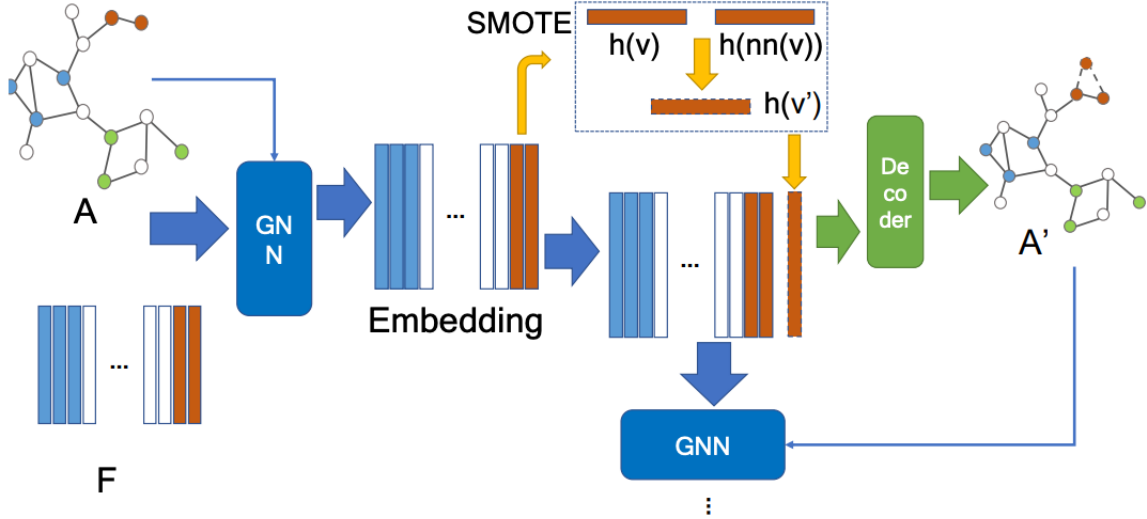 SMOTE
h(v)
h(nn(v))
h(v’)
A
GN
N
...
Embedding
...
De
co
der
A’
...
F
GNN
...